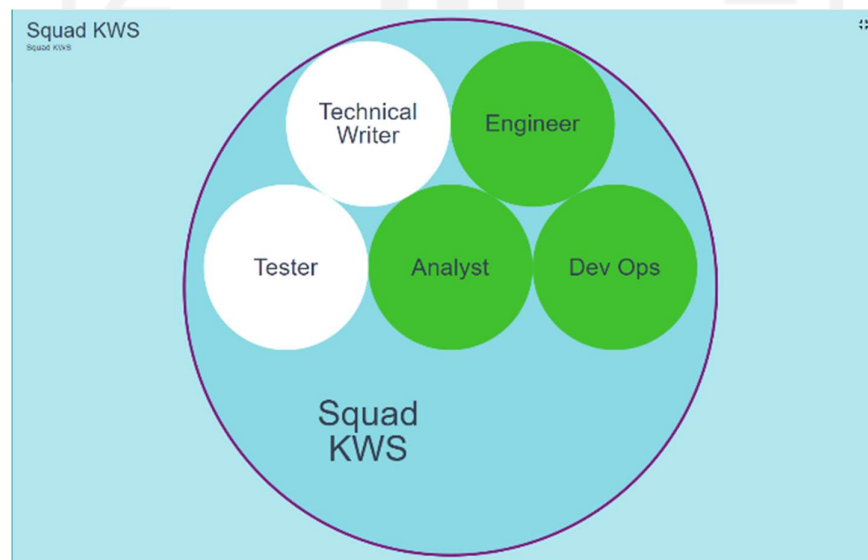 Squad KWS
Squad KWS
Technical
Writer
Engineer
Tester
Analyst
Dev Ops
Squad
KWS